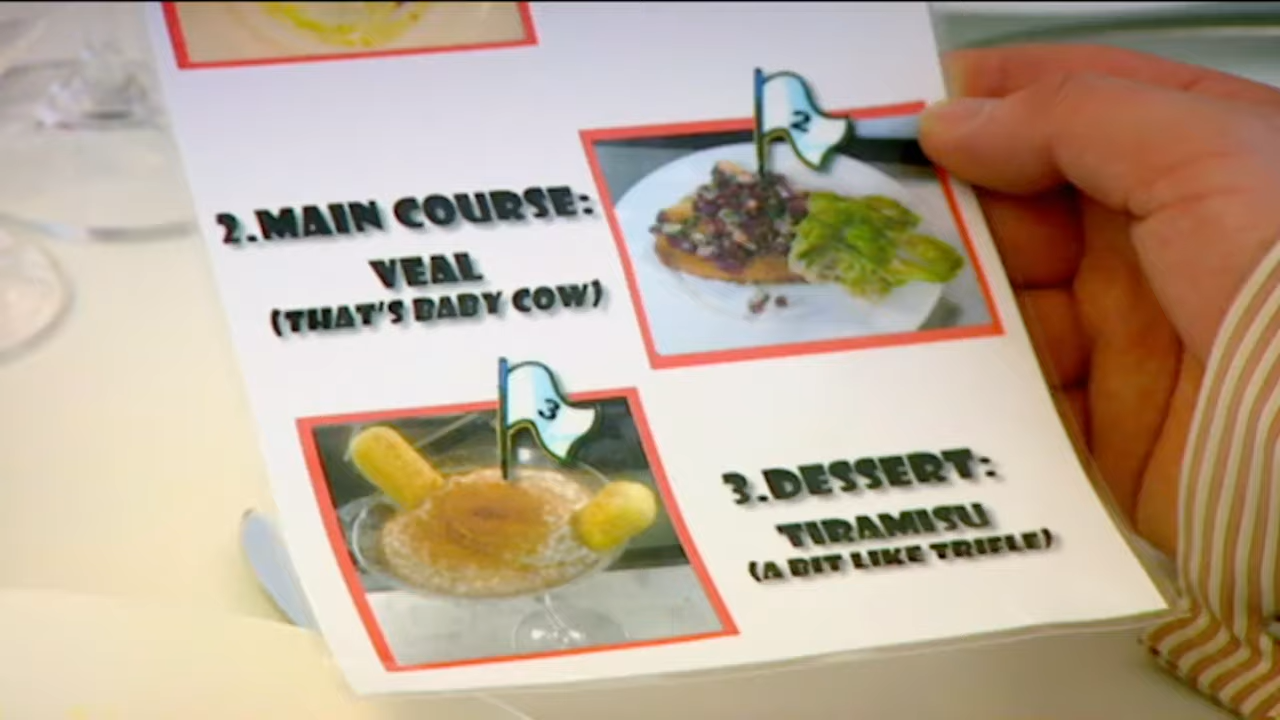 2
2.MAIN COURSE:
VEAL
(THAT'S BABY COW)
3
3.DESSERT:
TIRAMISU
(A BIT LIKE TRIFLE)